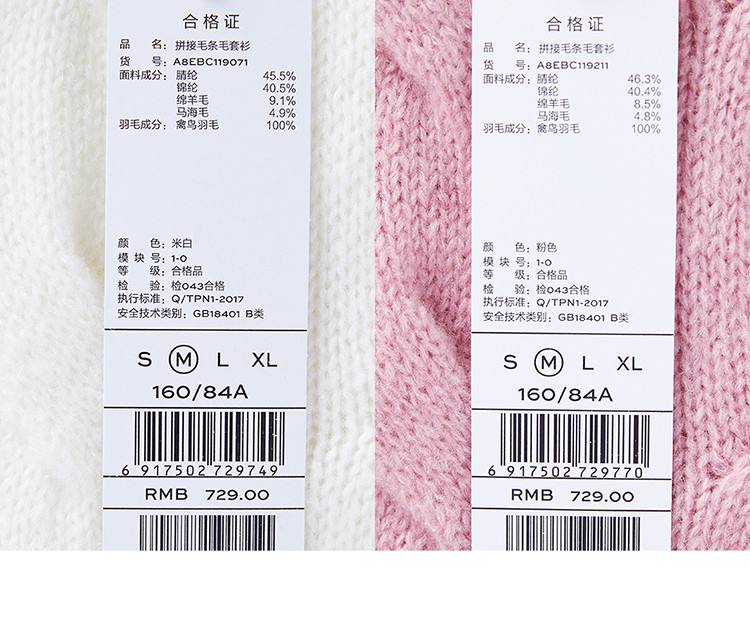 合格证
品 名: 拼接毛条毛套衫
货 号: A8EBC119071
面料成分: 腈纶 45.5%
锦纶 40.5%
绵羊毛 9.1%
马海毛 4.9%
羽毛成分: 禽鸟羽毛 100%
颜 色: 米白
模 块 号: 1-0
等 级: 合格品
检 验: 检043合格
执行标准: Q/TPN1-2017
安全技术类别: GB18401 B类
S M L XL
160/84A
6 917502 729749
RMB 729.00
合格证
品 名: 拼接毛条毛套衫
货 号: A8EBC119211
面料成分: 腈纶 46.3%
锦纶 40.4%
绵羊毛 8.5%
马海毛 4.8%
羽毛成分: 禽鸟羽毛 100%
颜 色: 粉色
模 块 号: 1-0
等 级: 合格品
检 验: 检043合格
执行标准: Q/TPN1-2017
安全技术类别: GB18401 B类
S M L XL
160/84A
6 917502 729770
RMB 729.00